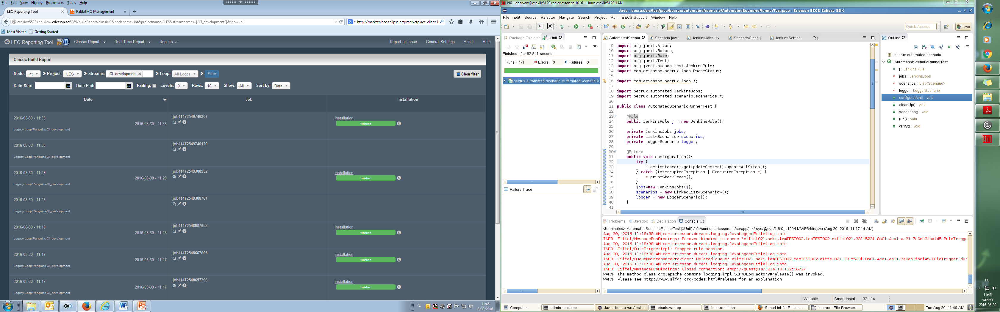 File Edit View History Bookmarks Tools Help
LEO Reporting Tool
RabbitMQ Management
esekiws5503.rnd.ki.sw.ericsson.se:8089/buildReport/classic/?&nodename=int&projectname=ILES&streamnames=["CI_development"]&show=all
http://marketplace.eclipse.org/marketplace-client-i
Most Visited Getting Started
LEO Reporting Tool POWERED BY CDE Classic Reports Real Time Reports Reports Report an issue General Settings About Help
Classic Build Report
Node: int Project: ILES Streams: CI_development Loop: All Loops Filter Clear filter
Date Start: Date End: Failing: Levels: 0 Rows: 10 Show: All Sort by: Date
Date Job Installation
2016-08-30 - 11:35 job11472549746307 installation
2016-08-30 - 11:35 finished
Legacy Loop/Penguins-CI_development
2016-08-30 - 11:35 job11472549746120
Legacy Loop/Penguins-CI_development
2016-08-30 - 11:28 job11472549308952 installation
2016-08-30 - 11:28 finished
Legacy Loop/Penguins-CI_development
2016-08-30 - 11:28 job11472549308767
Legacy Loop/Penguins-CI_development
2016-08-30 - 11:18 job11472548687658 installation
2016-08-30 - 11:18 finished
Legacy Loop/Penguins-CI_development
2016-08-30 - 11:17 job11472548667665 installation
2016-08-30 - 11:17 finished
Legacy Loop/Penguins-CI_development
2016-08-30 - 11:17 job11472548657796 installation
2016-08-30 - 11:17 finished
Legacy Loop/Penguins-CI_development
PL 11:46
8/30/2016
NX - ebarkaw@esekilx8120.rnd.ericsson.se:1016 - Linux-esekilx8120-LAN
Java - becrux/src/test/java/becrux/automated/scenario/AutomatedScenarioRunnerTest.java - Ericsson EECS Eclipse SDK
File Edit Source Refactor Navigate Search Project Run EECS Support Window Help
Quick Access Java
Package Explorer JUnit
Finished after 82.841 seconds
Runs: 1/1 Errors: 0 Failures: 0
becrux.automated.scenario.AutomatedScenarioRu
Failure Trace
AutomatedScenar Scenario.java JenkinsJobs.jav ScenarioClean.j JenkinsSetting. 21
9 import org.junit.After;
10 import org.junit.Before;
11 import org.junit.Rule;
12 import org.junit.Test;
13 import org.jvnet.hudson.test.JenkinsRule;
14 import com.ericsson.becrux.loop.PhaseStatus;
15
16 import com.ericsson.becrux.loop.*;
17
18 import becrux.automated.JenkinsJobs;
19 import becrux.automated.scenario.scenarios.*;
20
21 public class AutomatedScenarioRunnerTest {
22
23 @Rule
24 public JenkinsRule j = new JenkinsRule();
25
26 private JenkinsJobs jobs;
27 private List<Scenario> scenarios;
28 private LoggerScenario logger;
29
30 @Before
31 public void configuration(){
32 try {
33 j.getInstance().getUpdateCenter().updateAllSites();
34 } catch (InterruptedException | ExecutionException e) {
35 e.printStackTrace();
36 }
37 jobs=new JenkinsJobs(j);
38 scenarios = new LinkedList<Scenario>();
39 logger = new LoggerScenario();
40 }
41
Outline
becrux.automated.scenario
AutomatedScenarioRunnerTest
j : JenkinsRule
jobs : JenkinsJobs
scenarios : List<Scenario>
logger : LoggerScenario
configuration() : void
cleanUp() : void
scenarios() : void
run() : void
verify() : void
Problems Javadoc Declaration Console
<terminated> AutomatedScenarioRunnerTest [JUnit] /afs/sunrise.ericsson.se/se/app/jdk/.sys/@sys/1.8.0_p120/LMWP3/bin/java (Aug 30, 2016, 11:17:14 AM)
Aug 30, 2016 11:18:38 AM com.ericsson.duraci.logging.JavaLoggerEiffelLog info
INFO: Eiffel/MessageBusBindings: Removed binding to queue 'eiffel021.seki.femTEST002.femTEST002-eiffel021.331f523f-8b01-4ca1-aa31-7e0eb3fbdf45-RuleTrigge
Aug 30, 2016 11:18:38 AM com.ericsson.duraci.logging.JavaLoggerEiffelLog info
INFO: Eiffel/RuleTriggerImpl: Stopped rule session.
Aug 30, 2016 11:18:38 AM com.ericsson.duraci.logging.JavaLoggerEiffelLog info
INFO: Eiffel/QueueMaintenanceProvider: Deleted queue: eiffel021.seki.femTEST002.femTEST002-eiffel021.331f523f-8b01-4ca1-aa31-7e0eb3fbdf45-RuleTrigger.dur
Aug 30, 2016 11:18:38 AM com.ericsson.duraci.logging.JavaLoggerEiffelLog info
INFO: Eiffel/MessageBusBindings: Closed connection: amqp://guest@147.214.18.132:5672/
WARN: The method class org.apache.commons.logging.impl.SLF4JLogFactory#release() was invoked.
WARN: Please see http://www.slf4j.org/codes.html#release for an explanation.
Writable Smart Insert 32 : 14
Computer admin : eclipse Java - becrux/src/test... ebarkaw : top becrux : bash SonarLint for Eclipse ... becrux - File Browser Tue Aug 30, 11:46 AM
PL
11:46
wtorek
2016-08-30